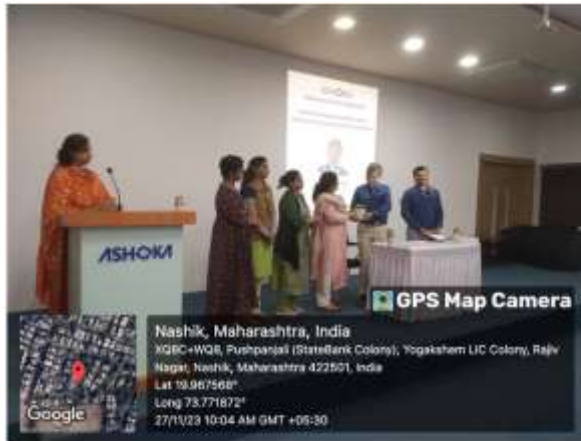 ASHOKA
GPS Map Camera
Nashik, Maharashtra, India
XQBC+WQ8, Pushpanjali (StateBank Colony), Yogakshem LIC Colony, Rajiv
Nagar, Nashik, Maharashtra 422501, India
Lat 19.967568°
Long 73.771872°
27/11/23 10:04 AM GMT +05:30
Google